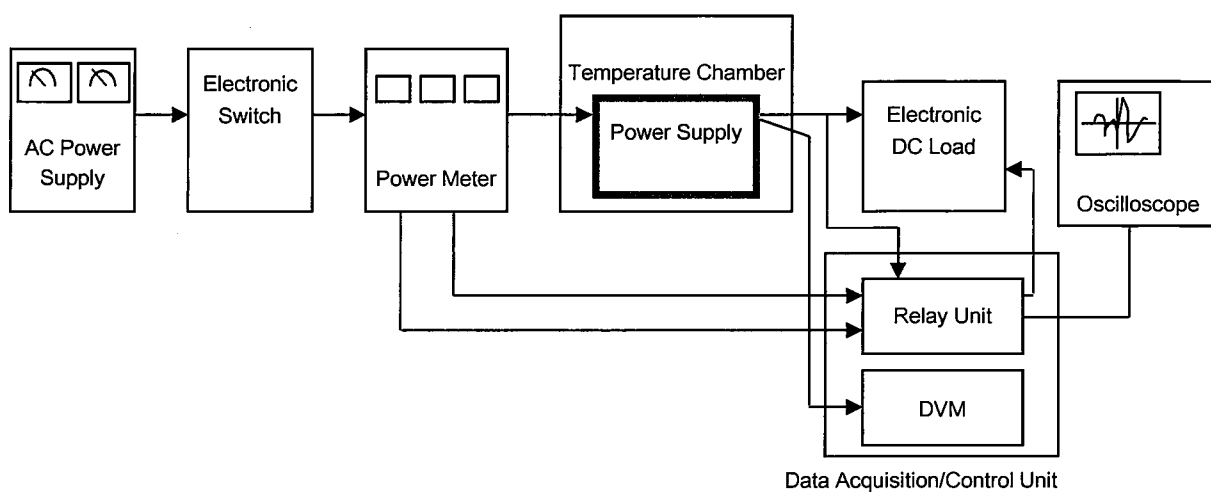 AC Power
Supply
Electronic
Switch
Power Meter
Temperature Chamber
Power Supply
Electronic
DC Load
Oscilloscope
Relay Unit
DVM
Data Acquisition/Control Unit